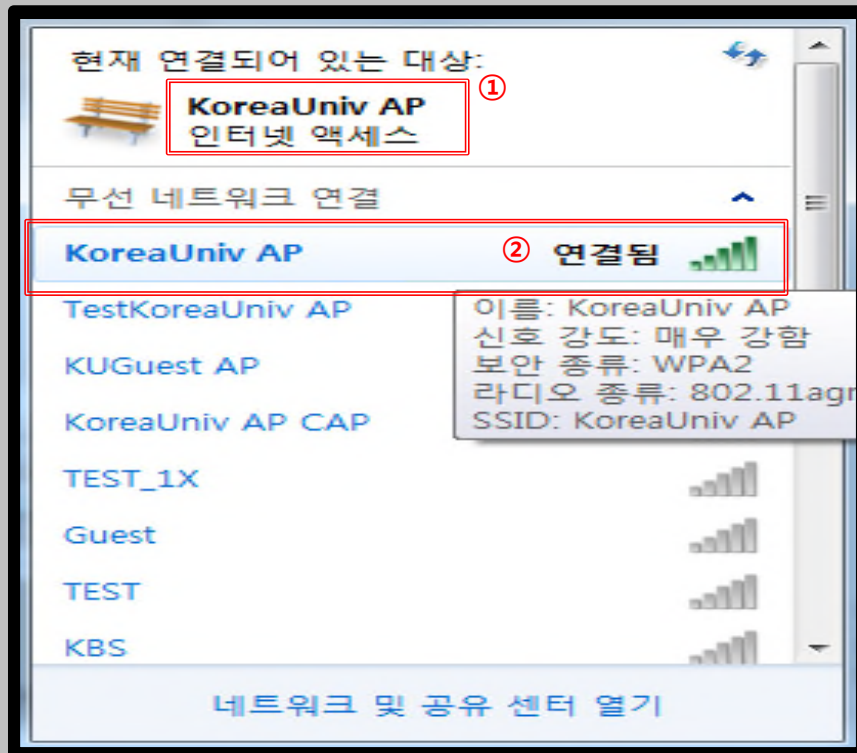 현재 연결되어 있는 대상:
①
KoreaUniv AP
인터넷 액세스
무선 네트워크 연결
KoreaUniv AP ② 연결됨
TestKoreaUniv AP
이름: KoreaUniv AP
신호 강도: 매우 강함
KUGuest AP
보안 종류: WPA2
라디오 종류: 802.11agn
KoreaUniv AP CAP
SSID: KoreaUniv AP
TEST_1X
Guest
TEST
KBS
네트워크 및 공유 센터 열기